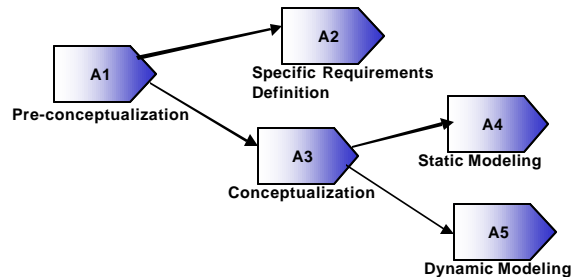 A1
Pre-conceptualization
A2
Specific Requirements
Definition
A3
Conceptualization
A4
Static Modeling
A5
Dynamic Modeling